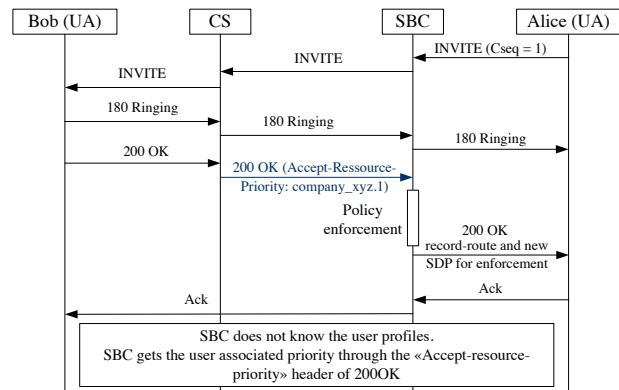 Bob (UA)
CS
SBC
Alice (UA)
INVITE (Cseq = 1)
INVITE
INVITE
180 Ringing
180 Ringing
180 Ringing
200 OK
200 OK (Accept-Ressource-
Priority: company_xyz.1)
Policy
enforcement
200 OK
record-route and new
SDP for enforcement
Ack
Ack
SBC does not know the user profiles.
SBC gets the user associated priority through the «Accept-resource-
priority» header of 200OK